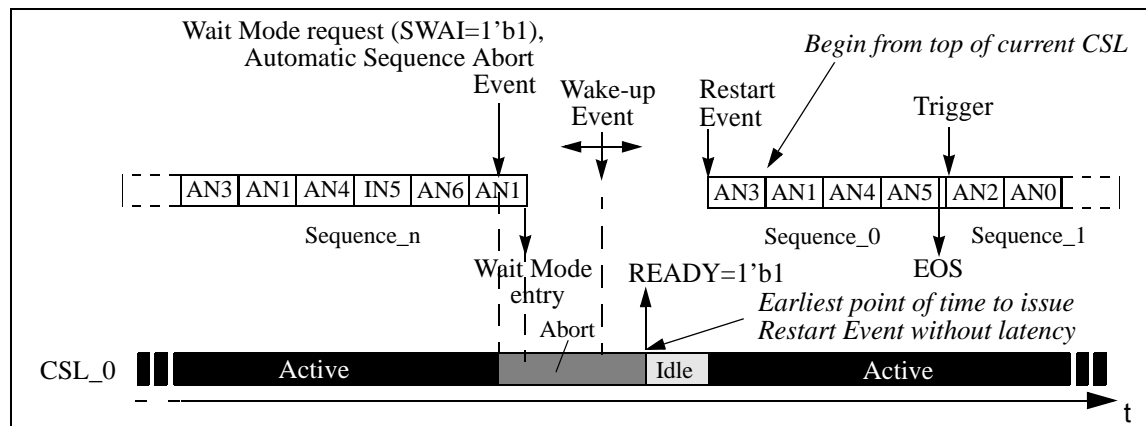 Wait Mode request (SWAI=1’b1),
Automatic Sequence Abort
Event
Begin from top of current CSL
Wake-up
Event
Restart
Event
Trigger
AN3 AN1 AN4 IN5 AN6 AN1
AN3 AN1 AN4 AN5 AN2 AN0
Sequence_n
Sequence_0
Sequence_1
Wait Mode
entry
READY=1’b1
EOS
Earliest point of time to issue
Restart Event without latency
Abort
CSL_0
Active
Idle
Active
t